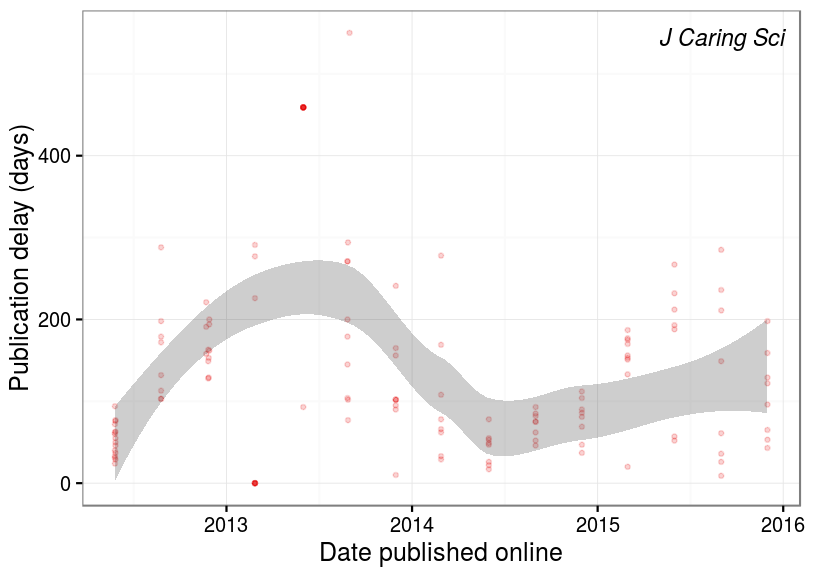 J Caring Sci
Publication delay (days)
400
200
0
2013
2014
2015
2016
Date published online